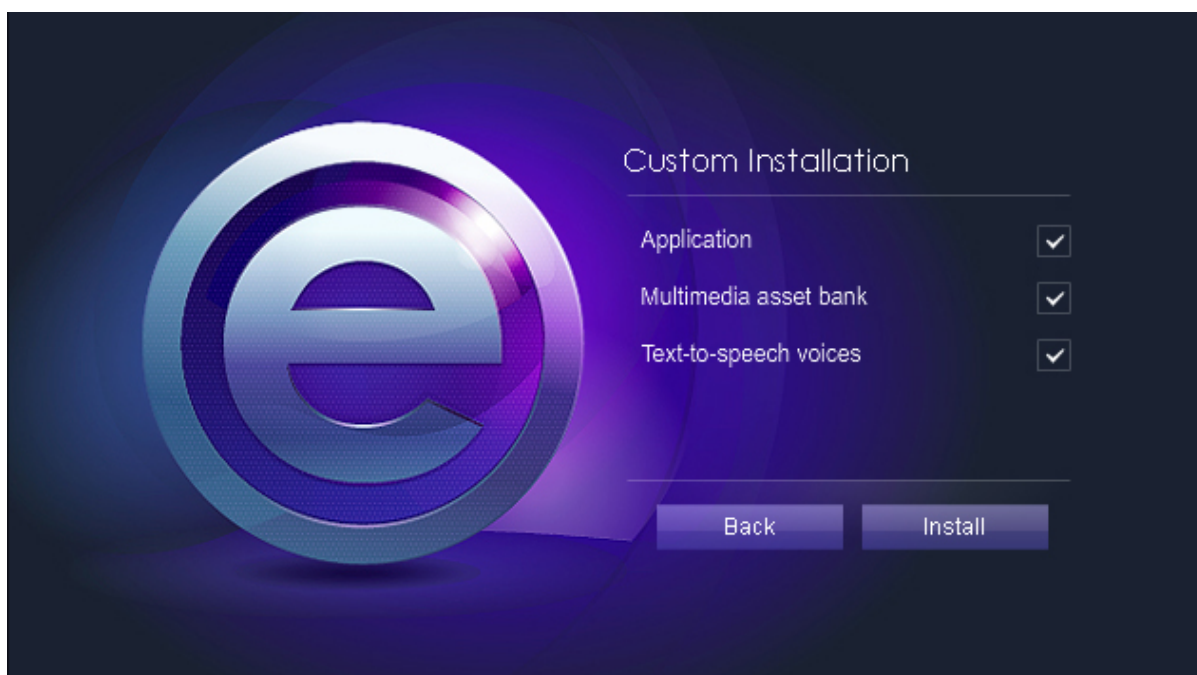 e
Custom Installation
Application
Multimedia asset bank
Text-to-speech voices
Back
Install